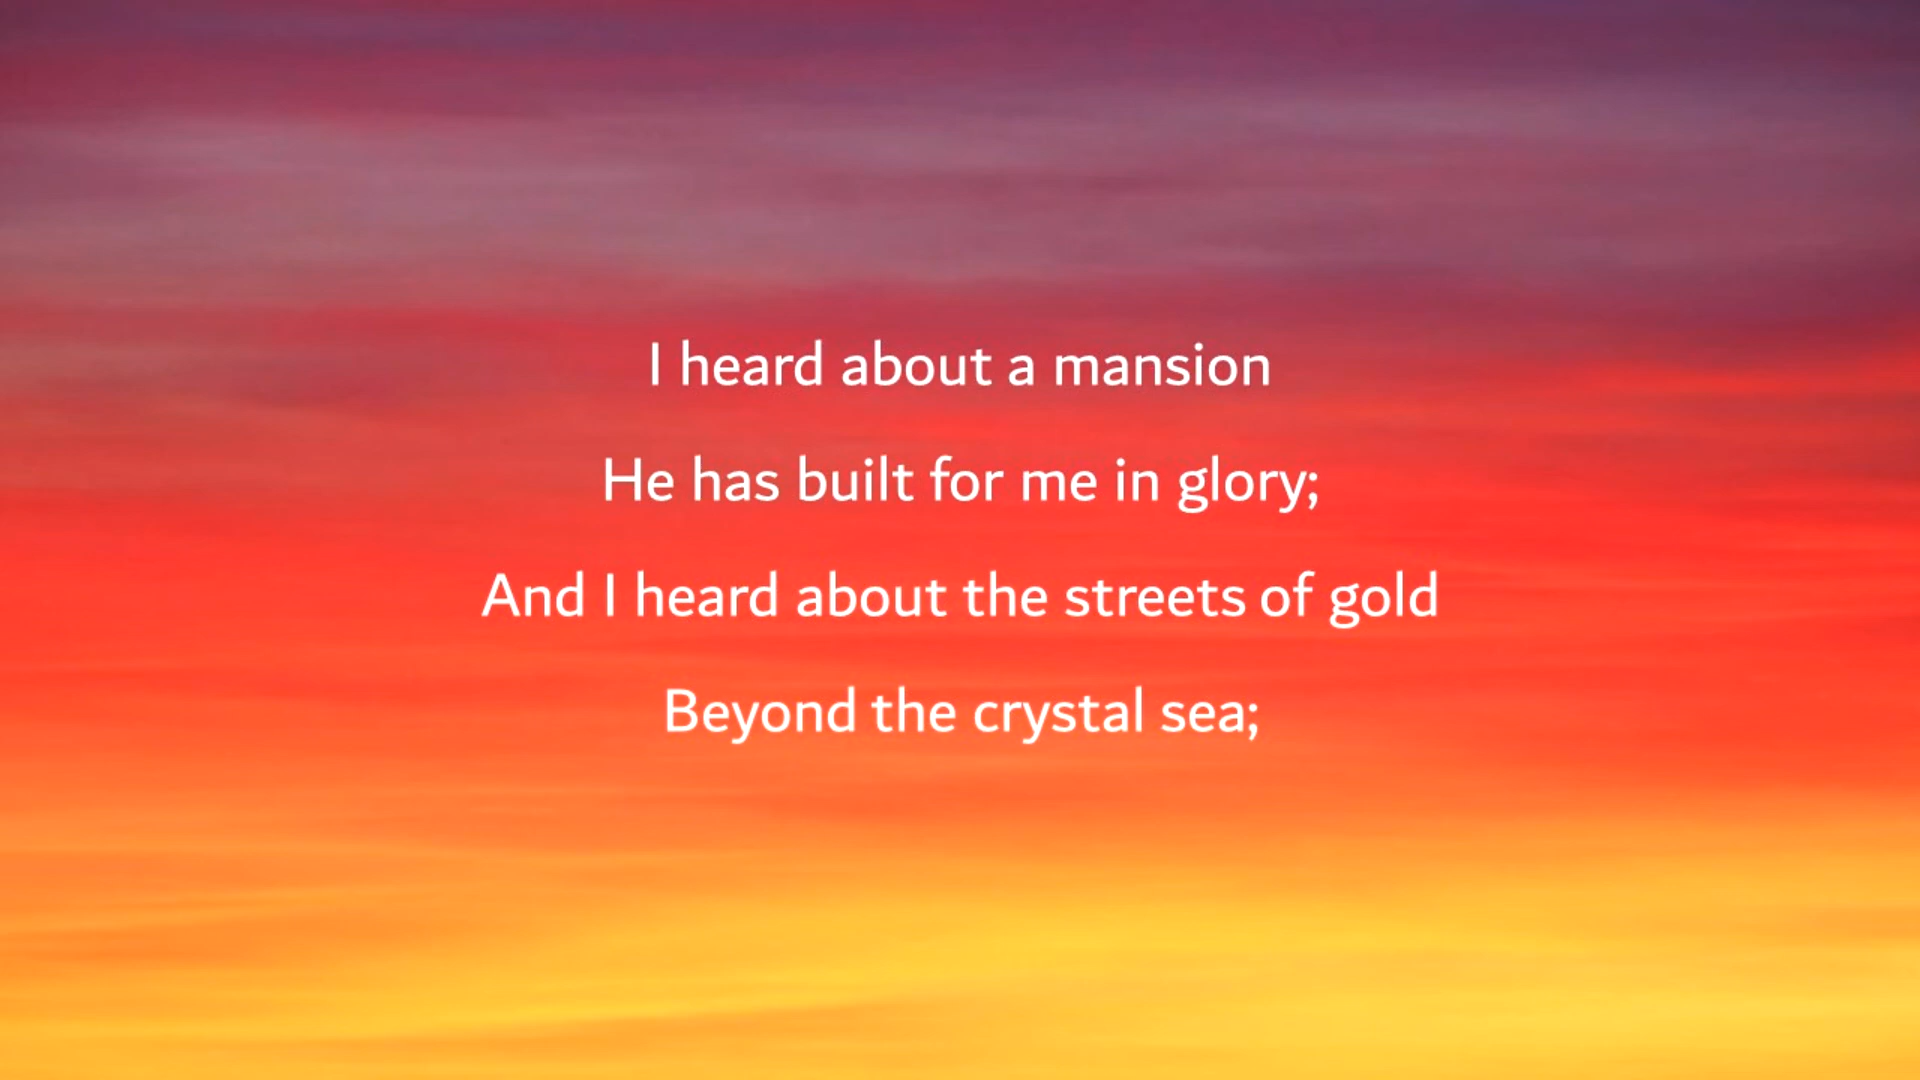 I heard about a mansion
He has built for me in glory;
And I heard about the streets of gold
Beyond the crystal sea;